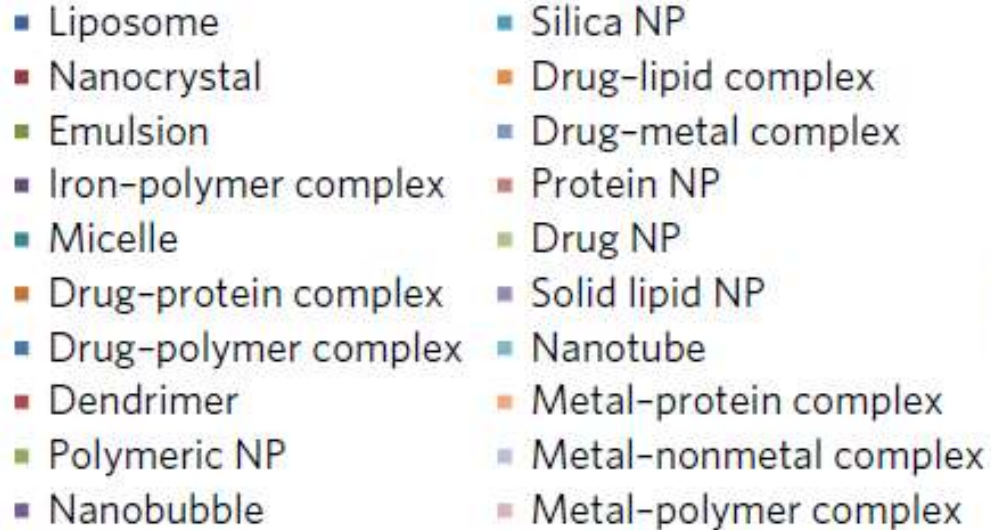 Liposome
Nanocrystal
Emulsion
Iron–polymer complex
Micelle
Drug–protein complex
Drug–polymer complex
Dendrimer
Polymeric NP
Nanobubble
Silica NP
Drug–lipid complex
Drug–metal complex
Protein NP
Drug NP
Solid lipid NP
Nanotube
Metal–protein complex
Metal–nonmetal complex
Metal–polymer complex